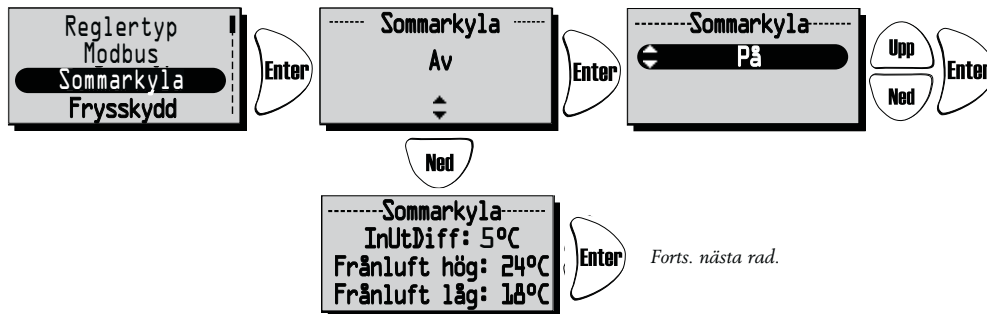 Reglertyp
Modbus
Sommarkyla
Frysskydd
Enter
Sommarkyla
Av
Enter
Sommarkyla
På
Upp
Ned
Enter
Ned
Sommarkyla
InUtDiff: 5°C
Frånluft hög: 24°C
Frånluft låg: 18°C
Enter
Forts. nästa rad.